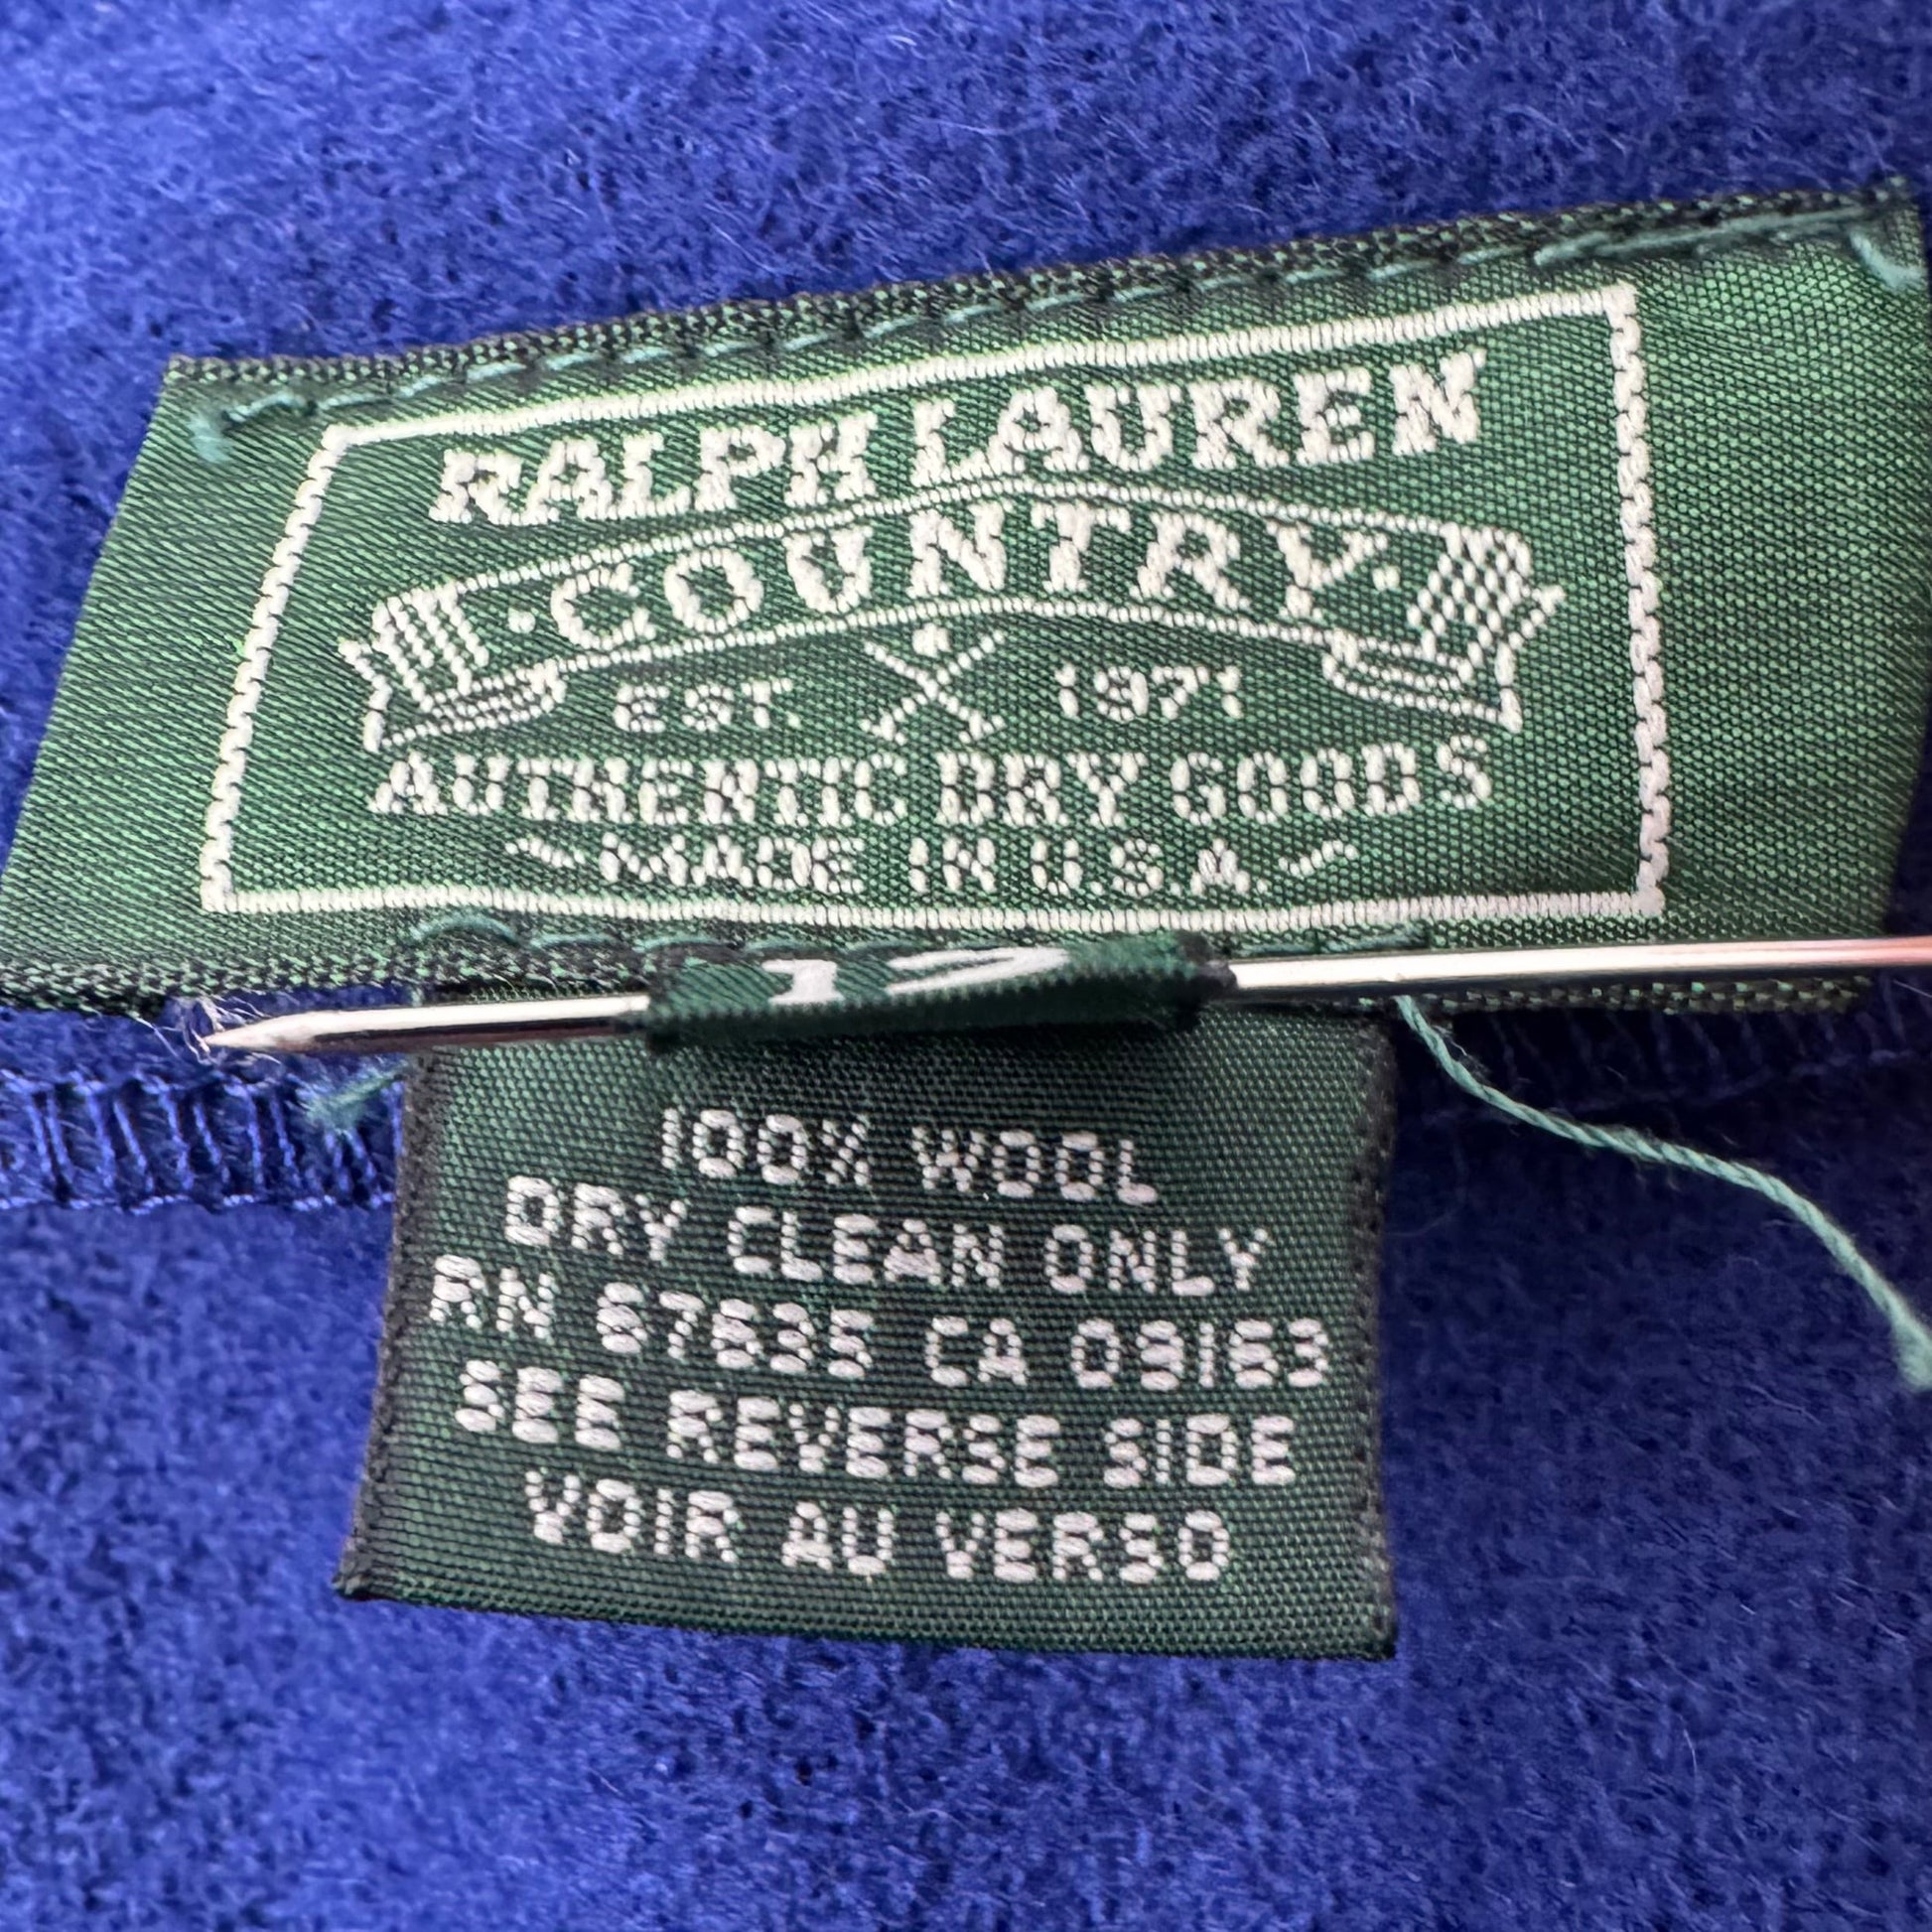 RALPH LAUREN
·COUNTRY·
EST. 1971
AUTHENTIC DRY GOODS
~MADE IN U.S.A.~
12
100% WOOL
DRY CLEAN ONLY
RN 67635 CA 09163
SEE REVERSE SIDE
VOIR AU VERSO